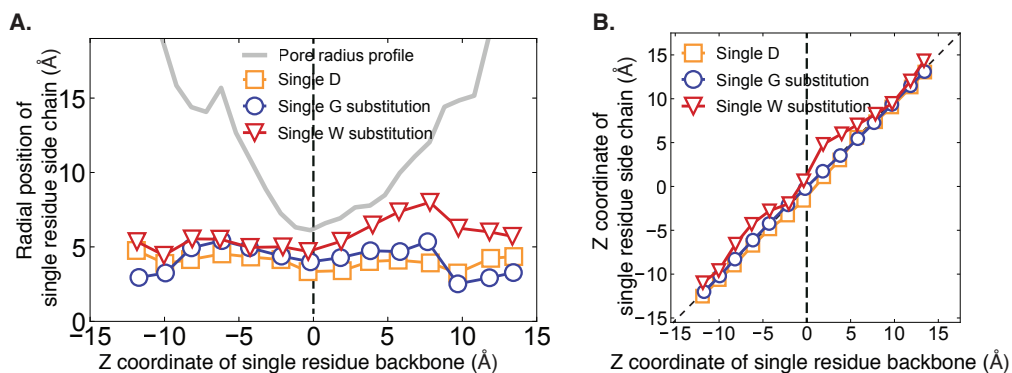 A.
Radial position of
single residue side chain (Å)
0
5
10
15
Pore radius profile
Single D
Single G substitution
Single W substitution
−15
−10
−5
0
5
10
15
Z coordinate of single residue backbone (Å)
B.
Z coordinate of
single residue side chain (Å)
15
10
5
0
−5
−10
−15
Single D
Single G substitution
Single W substitution
−15
−10
−5
0
5
10
15
Z coordinate of single residue backbone (Å)